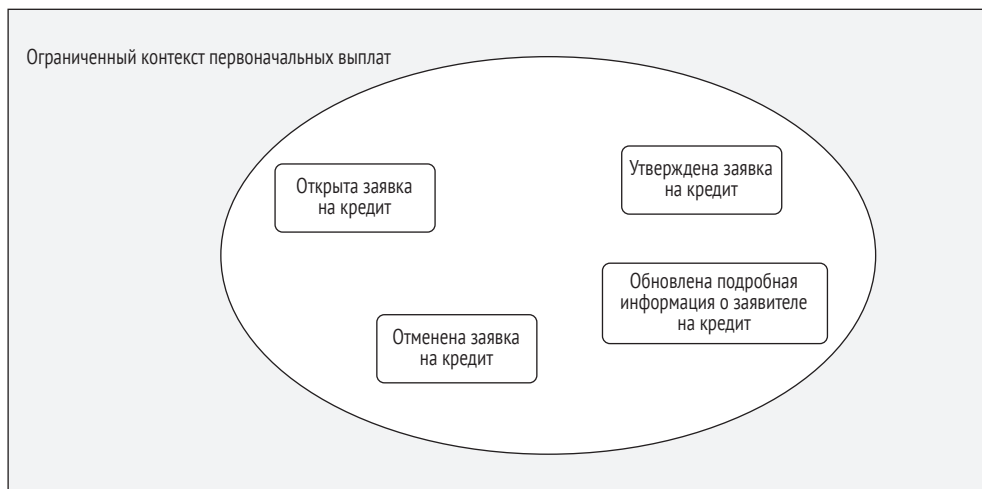 Ограниченный контекст первоначальных выплат
Открыта заявка
на кредит
Утверждена заявка
на кредит
Обновлена подробная
информация о заявителе
на кредит
Отменена заявка
на кредит